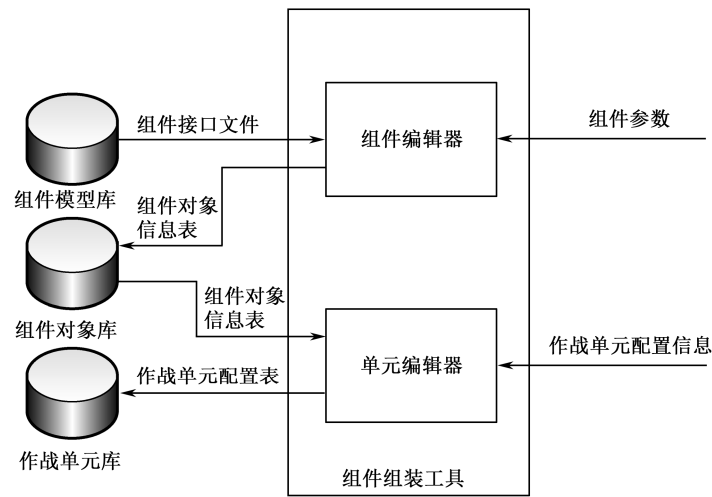 组件接口文件
组件参数
组件编辑器
组件模型库
组件对象
信息表
组件对象
信息表
组件对象库
作战单元配置信息
单元编辑器
作战单元配置表
作战单元库
组件组装工具